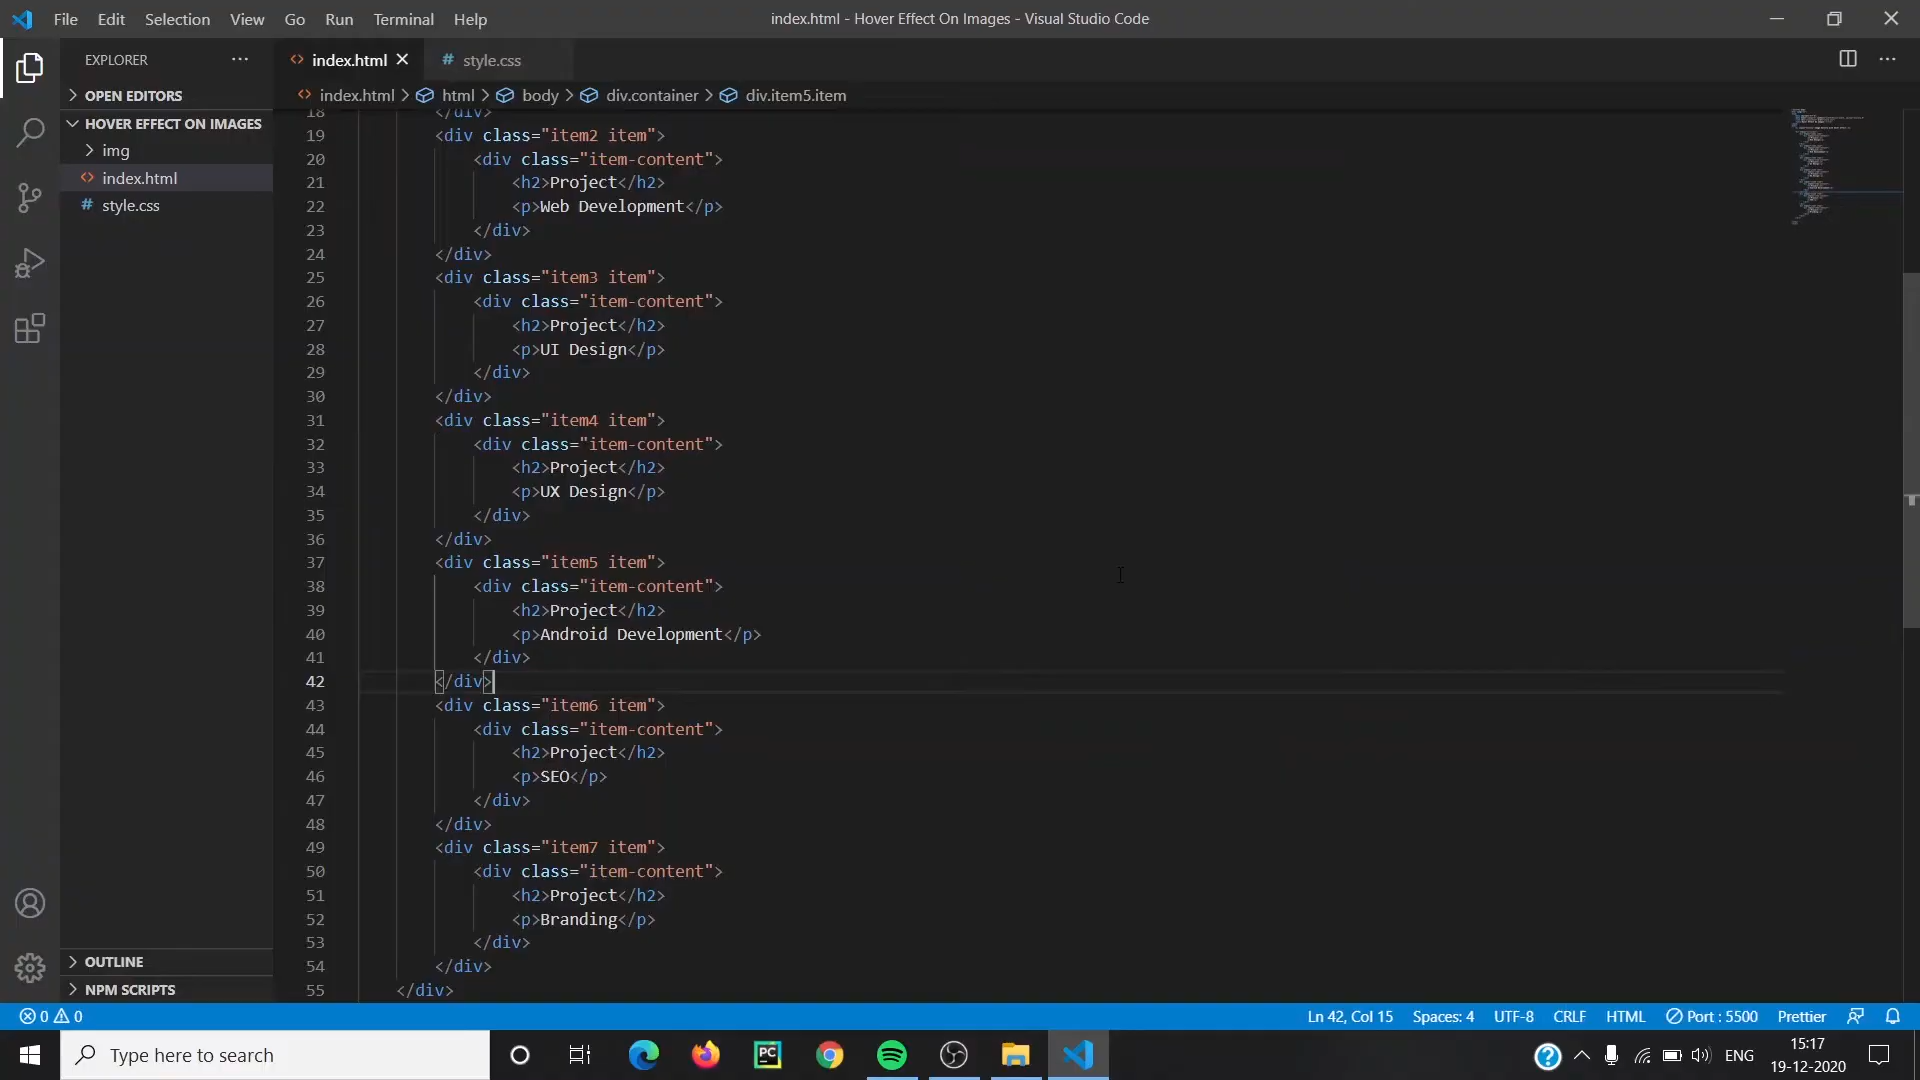 File Edit Selection View Go Run Terminal Help
index.html - Hover Effect On Images - Visual Studio Code
EXPLORER
index.html
# style.css
OPEN EDITORS
index.html > html > body > div.container > div.item5.item
HOVER EFFECT ON IMAGES
img
index.html
# style.css
18 </div>
19 <div class="item2 item">
20 <div class="item-content">
21 <h2>Project</h2>
22 <p>Web Development</p>
23 </div>
24 </div>
25 <div class="item3 item">
26 <div class="item-content">
27 <h2>Project</h2>
28 <p>UI Design</p>
29 </div>
30 </div>
31 <div class="item4 item">
32 <div class="item-content">
33 <h2>Project</h2>
34 <p>UX Design</p>
35 </div>
36 </div>
37 <div class="item5 item">
38 <div class="item-content">
39 <h2>Project</h2>
40 <p>Android Development</p>
41 </div>
42 </div>
43 <div class="item6 item">
44 <div class="item-content">
45 <h2>Project</h2>
46 <p>SEO</p>
47 </div>
48 </div>
49 <div class="item7 item">
50 <div class="item-content">
51 <h2>Project</h2>
52 <p>Branding</p>
53 </div>
54 </div>
55 </div>
OUTLINE
NPM SCRIPTS
0 0
Ln 42, Col 15 Spaces: 4 UTF-8 CRLF HTML Port : 5500 Prettier
Type here to search
PC
ENG
15:17
19-12-2020